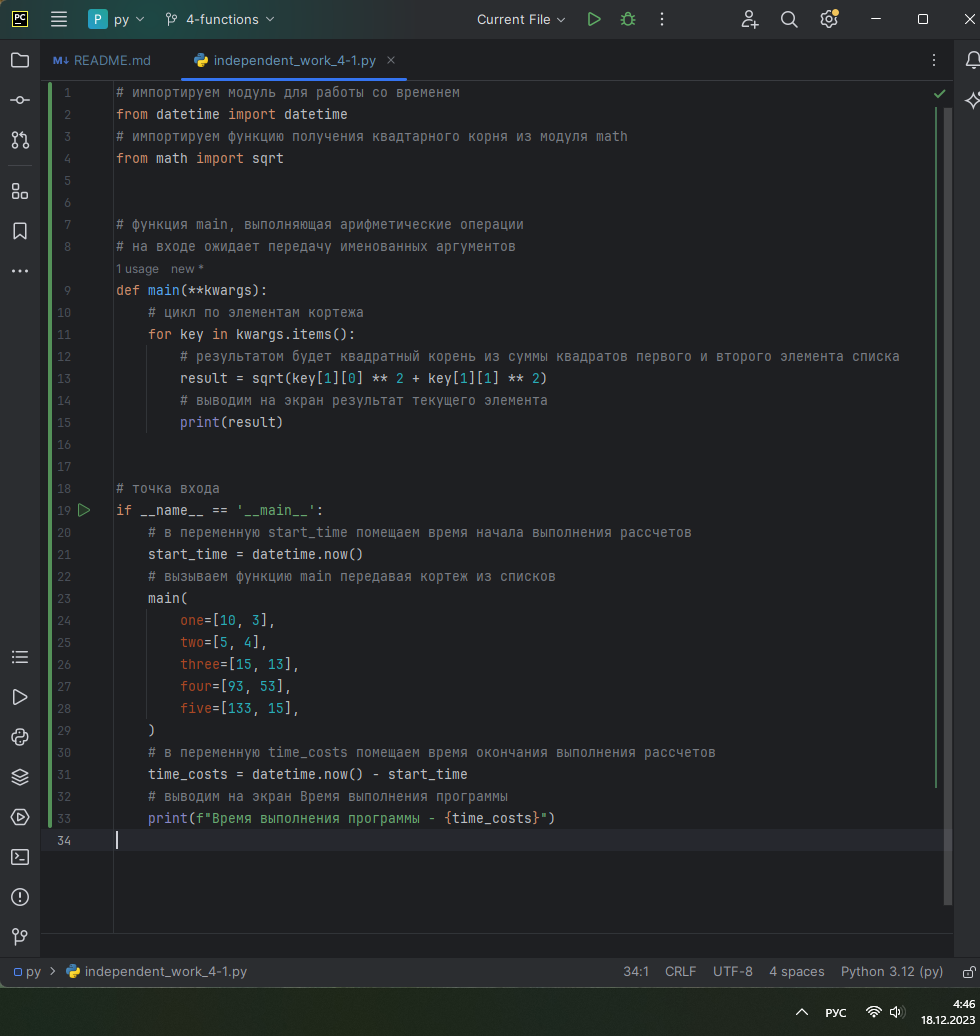 PC P py 4-functions Current File
M↓ README.md independent_work_4-1.py
1 # импортируем модуль для работы со временем
2 from datetime import datetime
3 # импортируем функцию получения квадтарного корня из модуля math
4 from math import sqrt
5
6
7 # функция main, выполняющая арифметические операции
8 # на входе ожидает передачу именованных аргументов
1 usage new *
9 def main(**kwargs):
10 # цикл по элементам кортежа
11 for key in kwargs.items():
12 # результатом будет квадратный корень из суммы квадратов первого и второго элемента списка
13 result = sqrt(key[1][0] ** 2 + key[1][1] ** 2)
14 # выводим на экран результат текущего элемента
15 print(result)
16
17
18 # точка входа
19 if __name__ == '__main__':
20 # в переменную start_time помещаем время начала выполнения рассчетов
21 start_time = datetime.now()
22 # вызываем функцию main передавая кортеж из списков
23 main(
24 one=[10, 3],
25 two=[5, 4],
26 three=[15, 13],
27 four=[93, 53],
28 five=[133, 15],
29 )
30 # в переменную time_costs помещаем время окончания выполнения рассчетов
31 time_costs = datetime.now() - start_time
32 # выводим на экран Время выполнения программы
33 print(f"Время выполнения программы - {time_costs}")
34
py > independent_work_4-1.py 34:1 CRLF UTF-8 4 spaces Python 3.12 (py)
РУС 4:46
18.12.2023